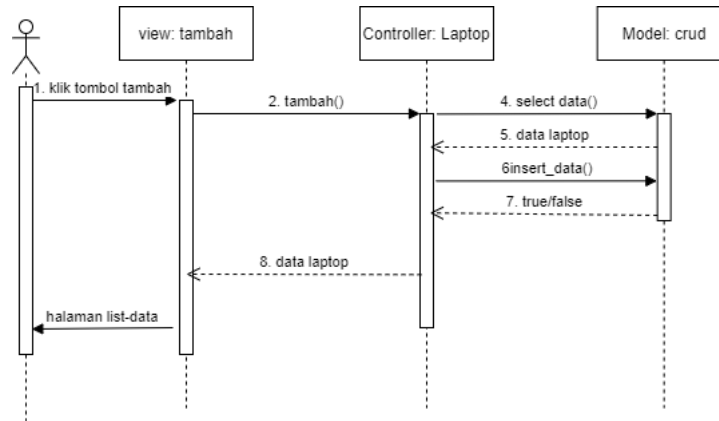 view: tambah
Controller: Laptop
Model: crud
1. klik tombol tambah
2. tambah()
4. select data()
5. data laptop
6insert_data()
7. true/false
8. data laptop
halaman list-data